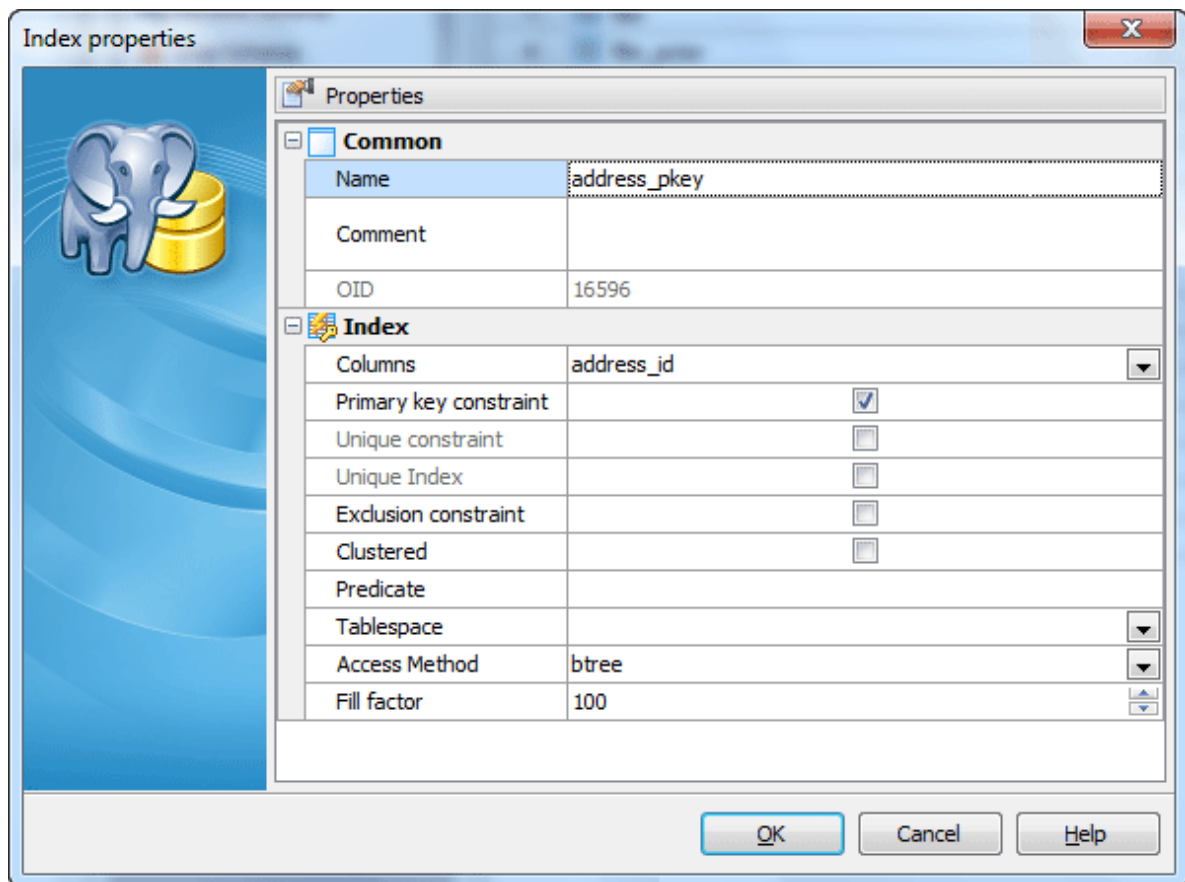 Index properties
Properties
Common
Name address_pkey
Comment
OID 16596
Index
Columns address_id
Primary key constraint
Unique constraint
Unique Index
Exclusion constraint
Clustered
Predicate
Tablespace
Access Method btree
Fill factor 100
OK Cancel Help